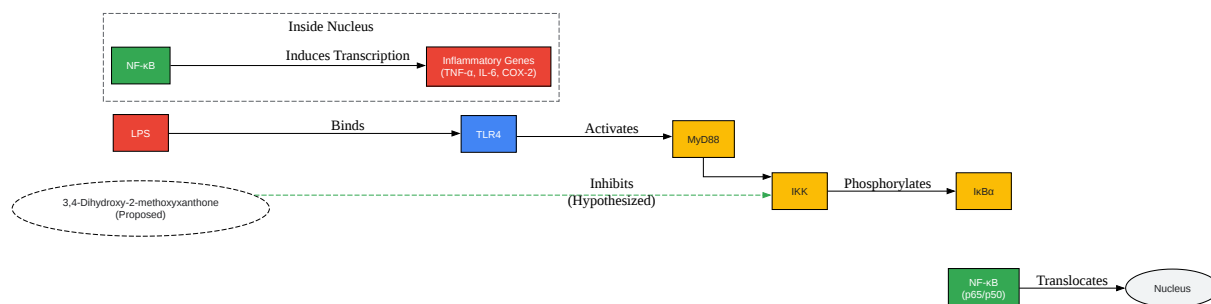 Inside Nucleus
NF-κB
Induces Transcription
Inflammatory Genes
(TNF-α, IL-6, COX-2)
LPS
Binds
TLR4
Activates
MyD88
3,4-Dihydroxy-2-methoxyxanthone
(Proposed)
Inhibits
(Hypothesized)
IKK
Phosphorylates
IκBα
NF-κB
(p65/p50)
Translocates
Nucleus